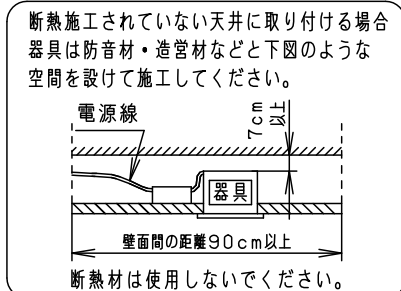 断熱施工されていない天井に取り付ける場合
器具は防音材・造営材などと下図のような
空間を設けて施工してください。
電源線
7cm
以上
器具
壁面間の距離90cm以上
断熱材は使用しないでください。